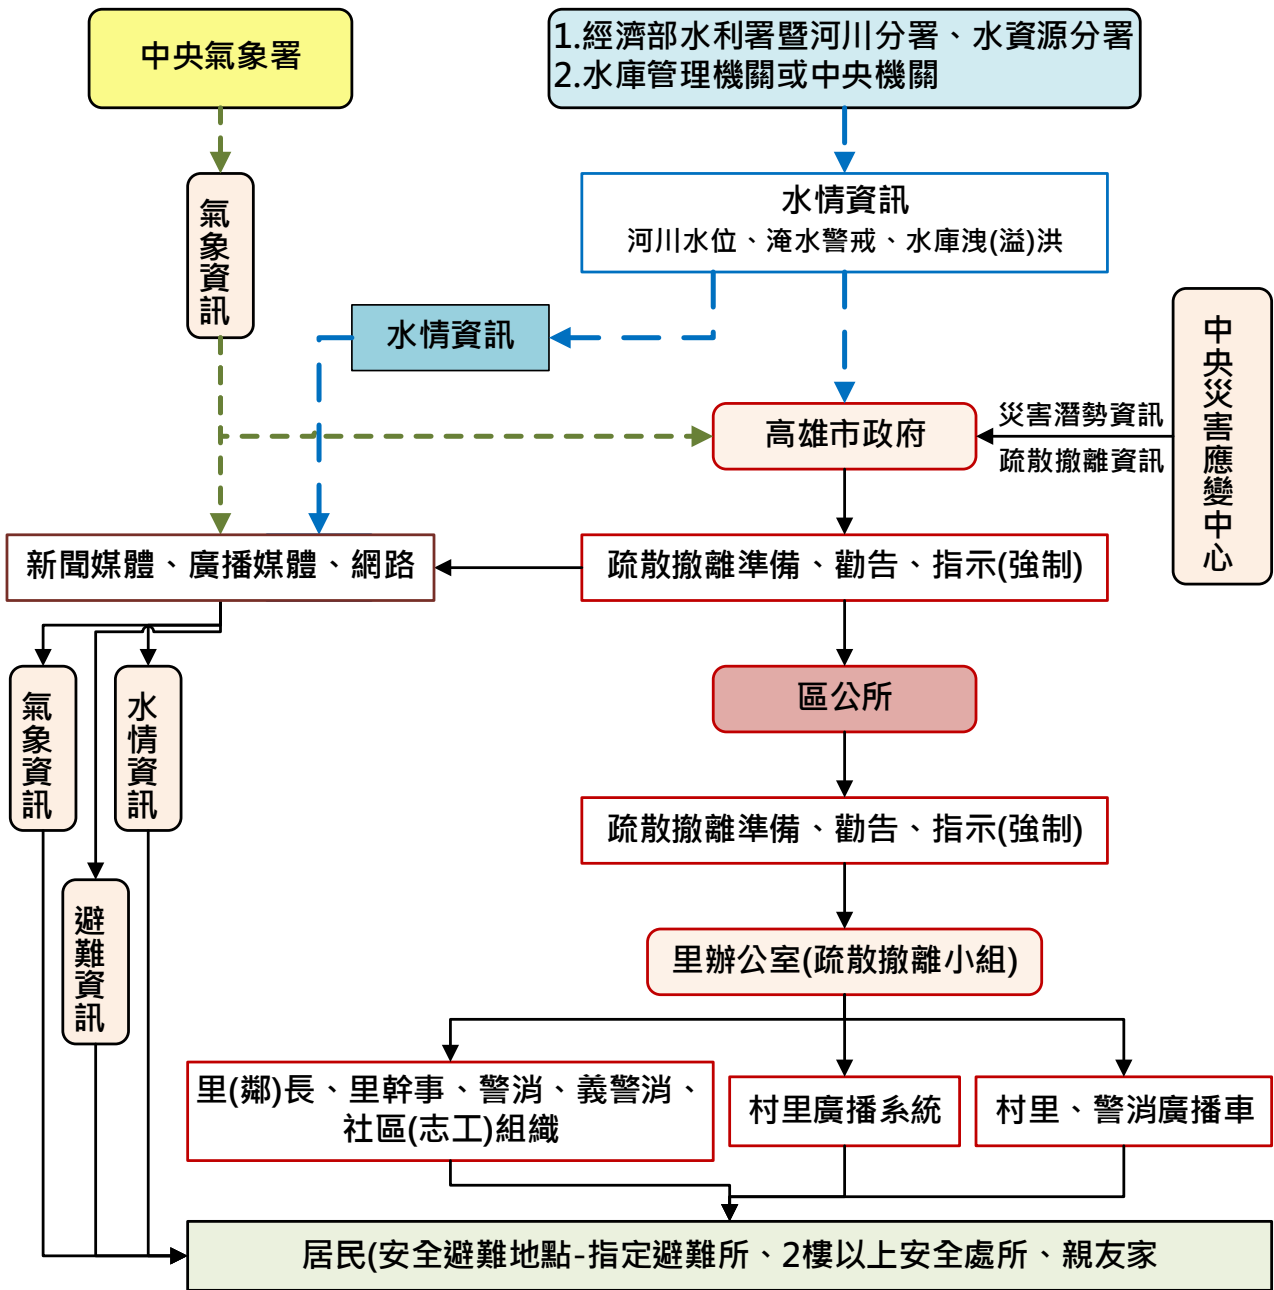 中央氣象署
1.經濟部水利署暨河川分署、水資源分署
2.水庫管理機關或中央機關
氣象資訊
水情資訊
河川水位、淹水警戒、水庫洩(溢)洪
水情資訊
中央災害應變中心
高雄市政府
災害潛勢資訊
疏散撤離資訊
新聞媒體、廣播媒體、網路
疏散撤離準備、勸告、指示(強制)
氣象資訊
水情資訊
區公所
疏散撤離準備、勸告、指示(強制)
避難資訊
里辦公室(疏散撤離小組)
里(鄰)長、里幹事、警消、義警消、
社區(志工)組織
村里廣播系統
村里、警消廣播車
居民(安全避難地點-指定避難所、2樓以上安全處所、親友家